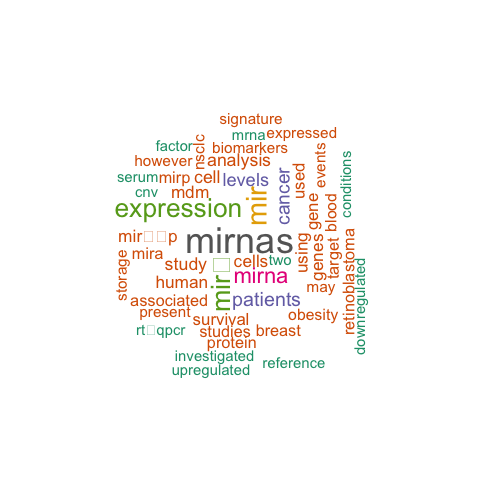 signature
mrna
expressed
factor
nsclc
biomarkers
however
analysis
events
serum
mirp
cell
levels
cancer
used
conditions
cnv
mdm
mir
gene
blood
expression
mirnas
target
mir□□p
mira
using
genes
retinoblastoma
storage
study
mir□
cells
two
mirna
human
may
downregulated
associated
patients
present
survival
obesity
rt□qpcr
studies
breast
protein
investigated
reference
upregulated